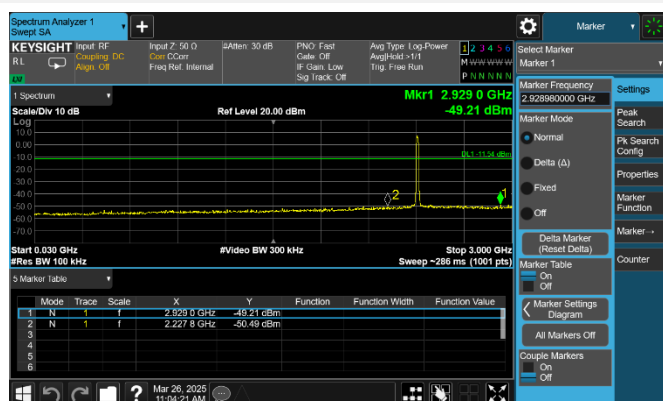 Spectrum Analyzer 1
Swept SA
+
Marker
KEYSIGHT Input: RF Input Z: 50 Ω #Atten: 30 dB PNO: Fast Avg Type: Log-Power 1 2 3 4 5 6
RL Coupling: DC Corr CCorr Gate: Off Avg|Hold >1/1 M W W W W W
Align: Off Freq Ref: Internal IF Gain: Low Trig: Free Run
Sig Track: Off P N N N N N
LXI
Select Marker
Marker 1
1 Spectrum
Mkr1 2.929 0 GHz
Scale/Div 10 dB Ref Level 20.00 dBm -49.21 dBm
Log
10.0
0.00
-10.0
DL1 -11.54 dBm
-20.0
-30.0
-40.0
2
1
-50.0
-60.0
-70.0
Start 0.030 GHz #Video BW 300 kHz Stop 3.000 GHz
#Res BW 100 kHz Sweep ~286 ms (1001 pts)
5 Marker Table
Mode Trace Scale X Y Function Function Width Function Value
1 N 1 f 2.929 0 GHz -49.21 dBm
2 N 1 f 2.227 8 GHz -50.49 dBm
3
4
5
6
Marker Frequency
2.928980000 GHz
Marker Mode
Normal
Delta (Δ)
Fixed
Off
Delta Marker
(Reset Delta)
Marker Table
On
Off
Marker Settings
Diagram
All Markers Off
Couple Markers
On
Off
Settings
Peak
Search
Pk Search
Config
Properties
Marker
Function
Marker→
Counter
?
Mar 26, 2025
11:04:21 AM